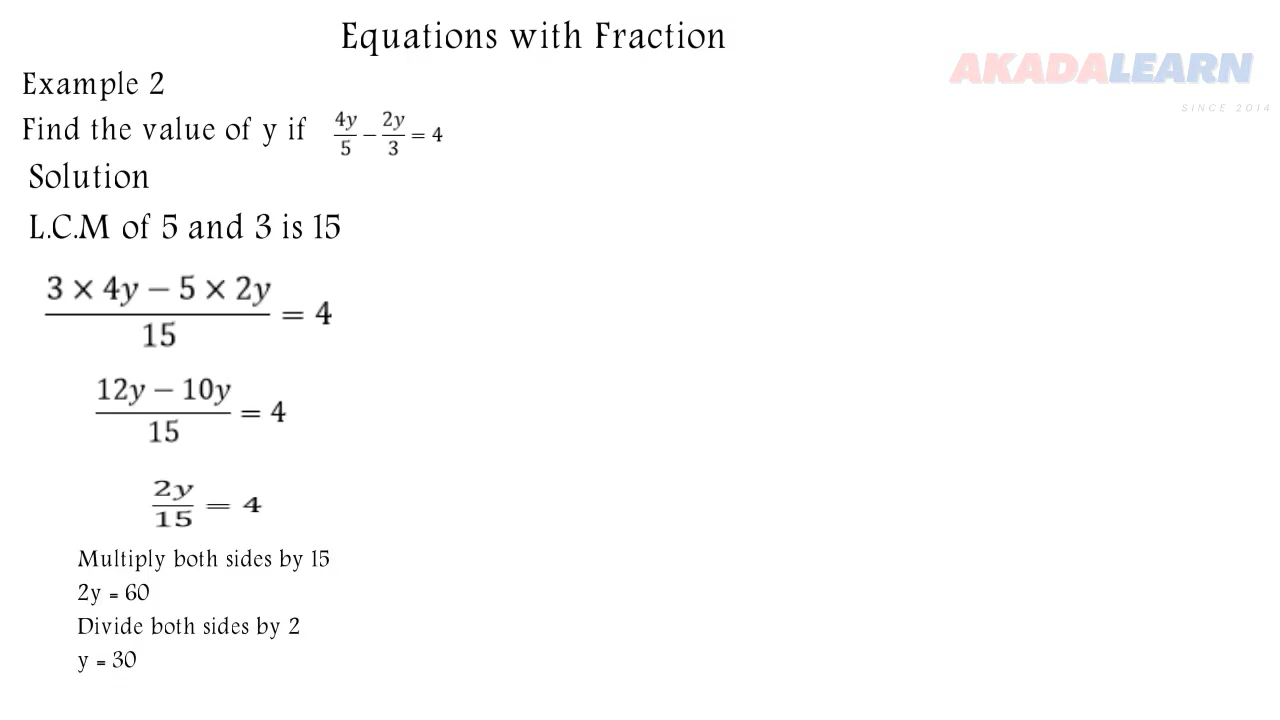 Equations with Fraction
AKADALEARN
SINCE 2014
Example 2
Find the value of y if 4y/5 − 2y/3 = 4
Solution
L.C.M of 5 and 3 is 15
(3 × 4y − 5 × 2y)/15 = 4
(12y − 10y)/15 = 4
2y/15 = 4
Multiply both sides by 15
2y = 60
Divide both sides by 2
y = 30